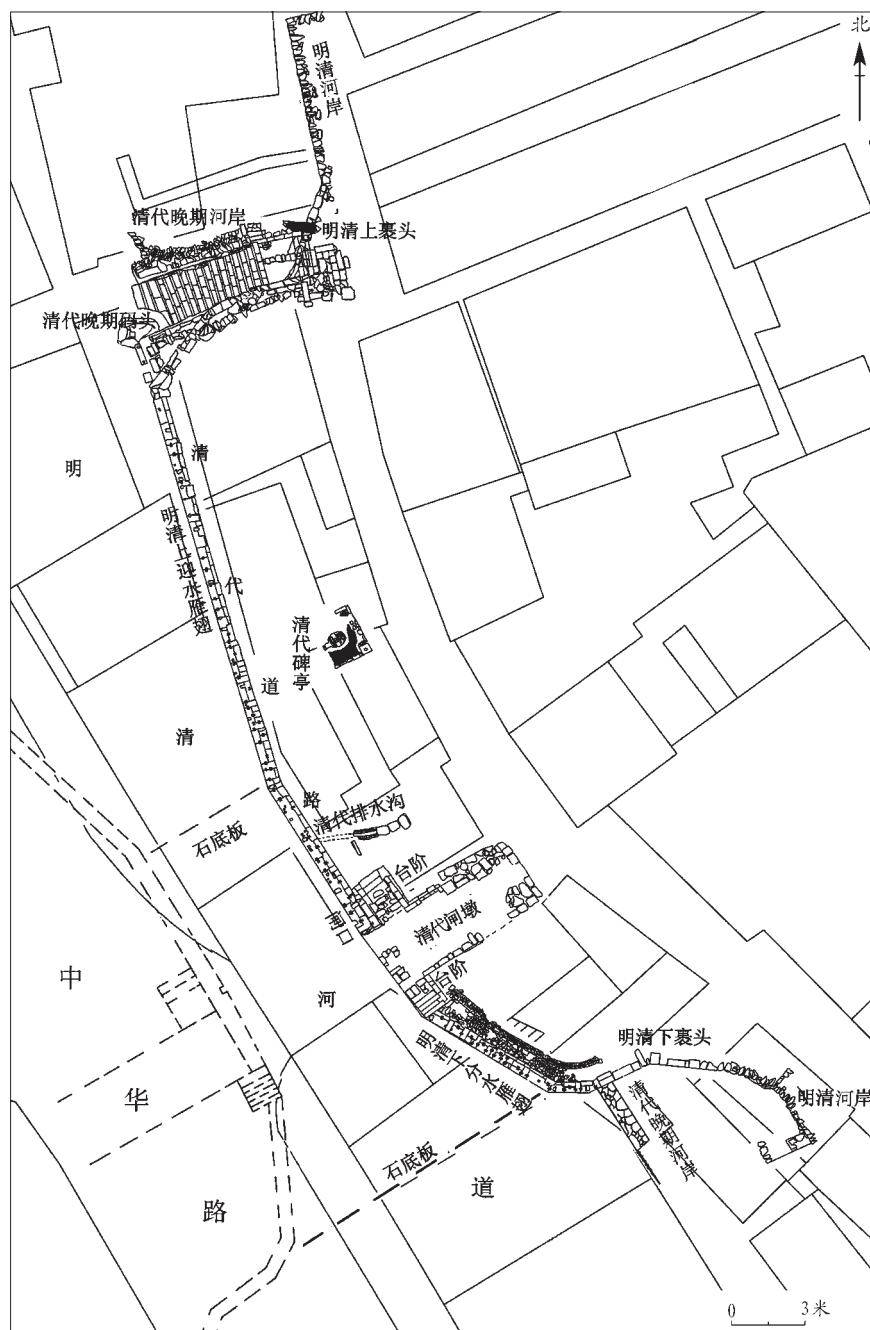 北
明清河岸
清代晚期河岸
明清上裹头
清代晚期码头
明清上迎水雁翅
清代道路
清代碑亭
明清河道
石底板
清代排水沟
台阶
闸
清代闸墩
台阶
明清下分水雁翅
明清下裹头
明清河岸
清代晚期河岸
石底板
中华路
0 3米